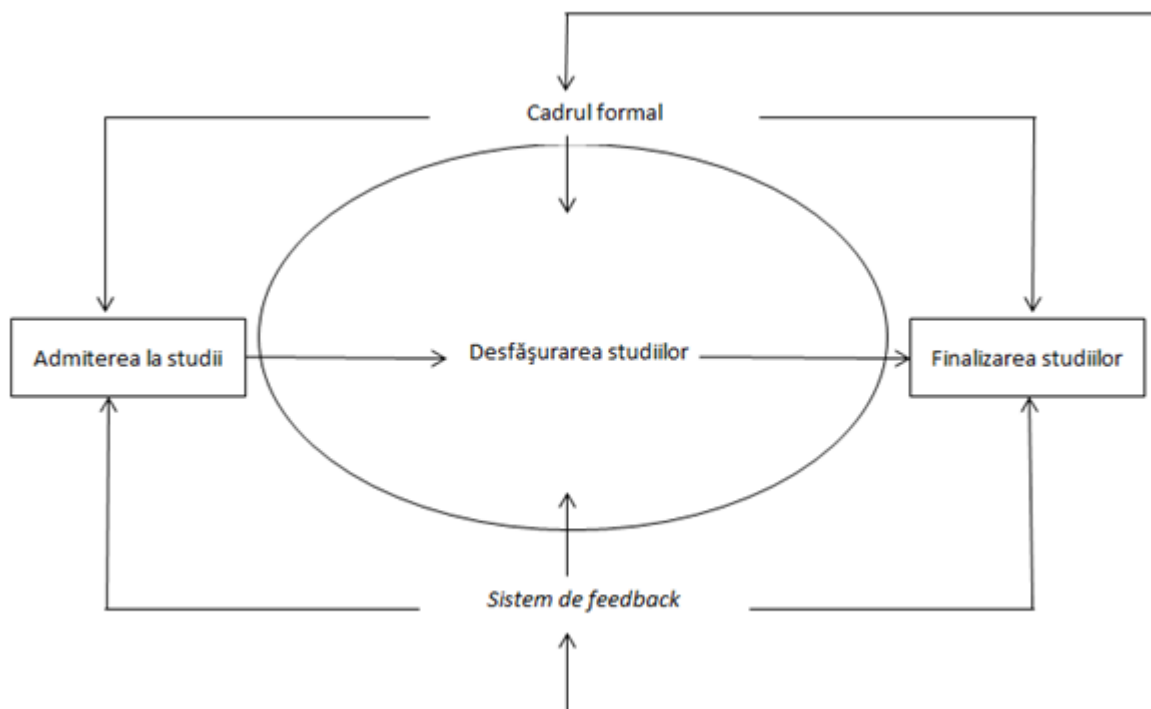 Cadrul formal
Admiterea la studii
Desfăşurarea studiilor
Finalizarea studiilor
Sistem de feedback